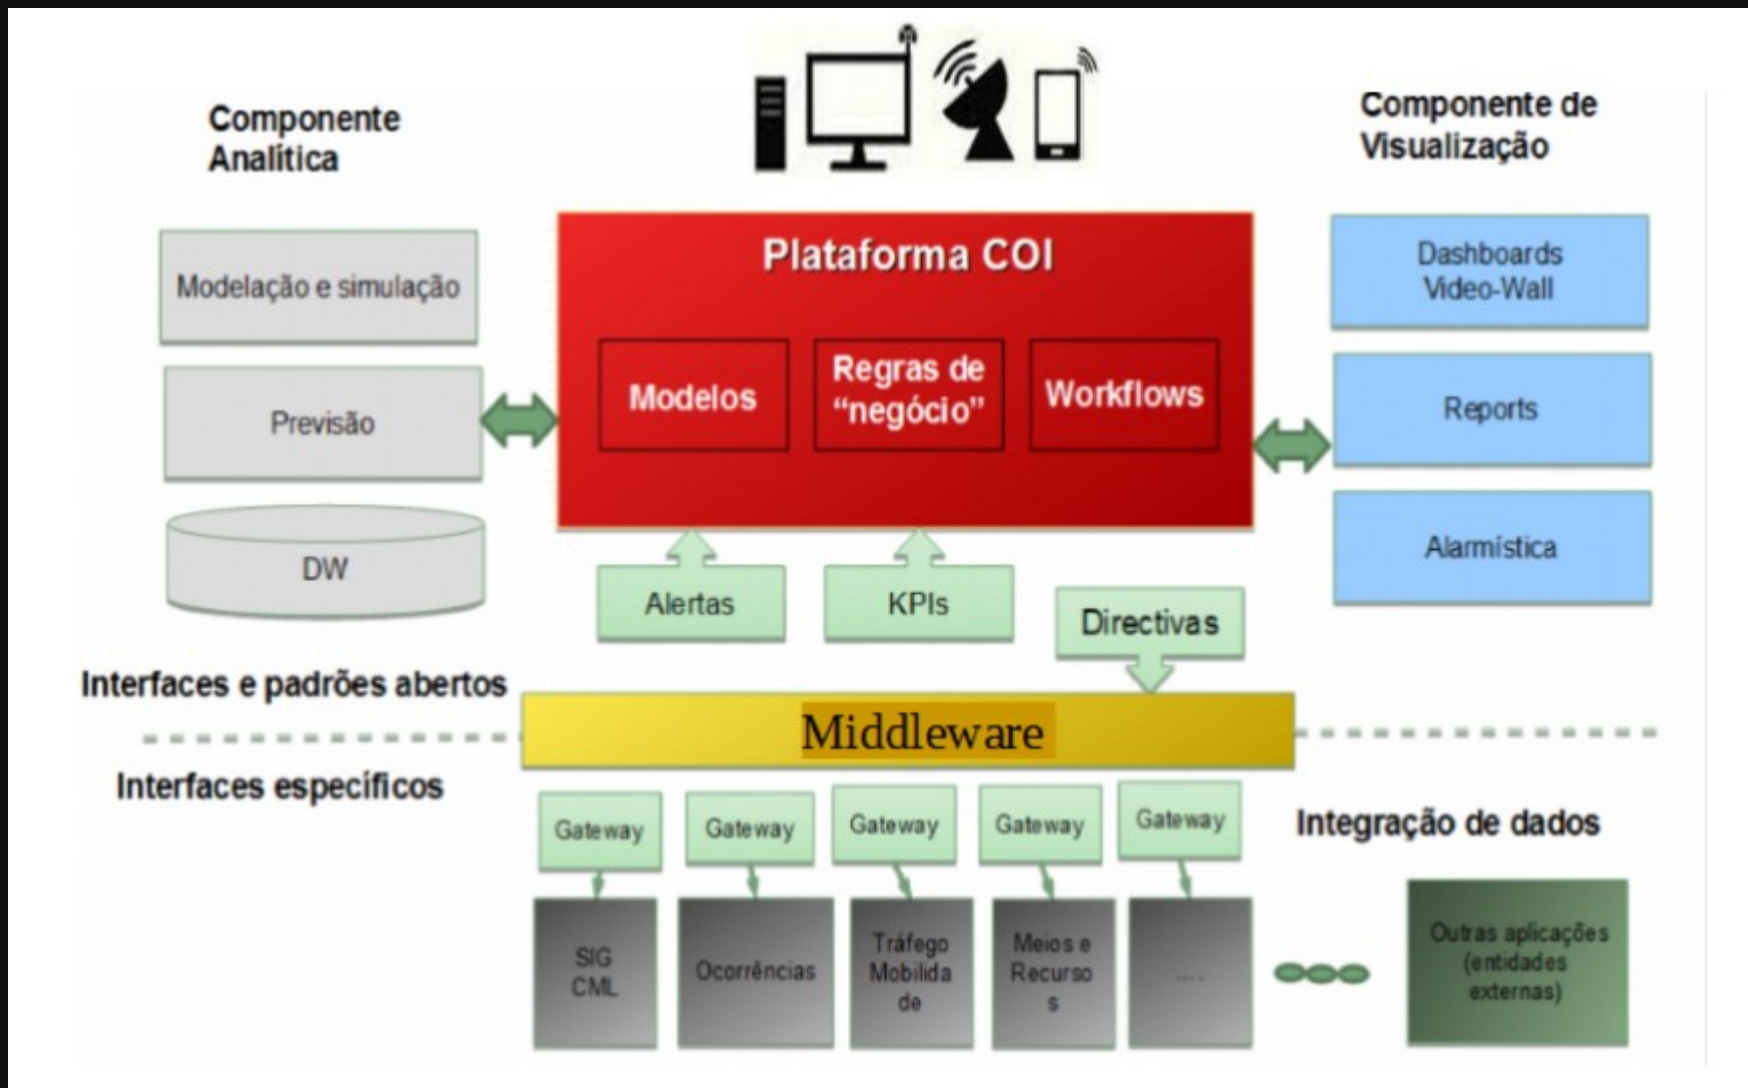 Componente
Analítica
Componente de
Visualização
Modelação e simulação
Previsão
DW
Plataforma COI
Modelos
Regras de
“negócio”
Workflows
Dashboards
Video-Wall
Reports
Alarmística
Alertas
KPIs
Directivas
Interfaces e padrões abertos
Middleware
Interfaces específicos
Gateway
Gateway
Gateway
Gateway
Gateway
Integração de dados
SIG
CML
Ocorrências
Tráfego
Mobilida
de
Meios e
Recurso
s
....
Outras aplicações
(entidades
externas)